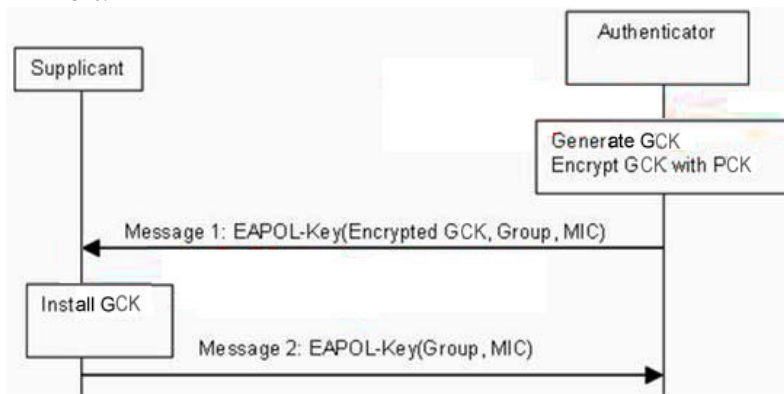 Authenticator
Supplicant
Generate GCK
Encrypt GCK with PCK
Message 1: EAPOL-Key(Encrypted GCK, Group, MIC)
Install GCK
Message 2: EAPOL-Key(Group, MIC)